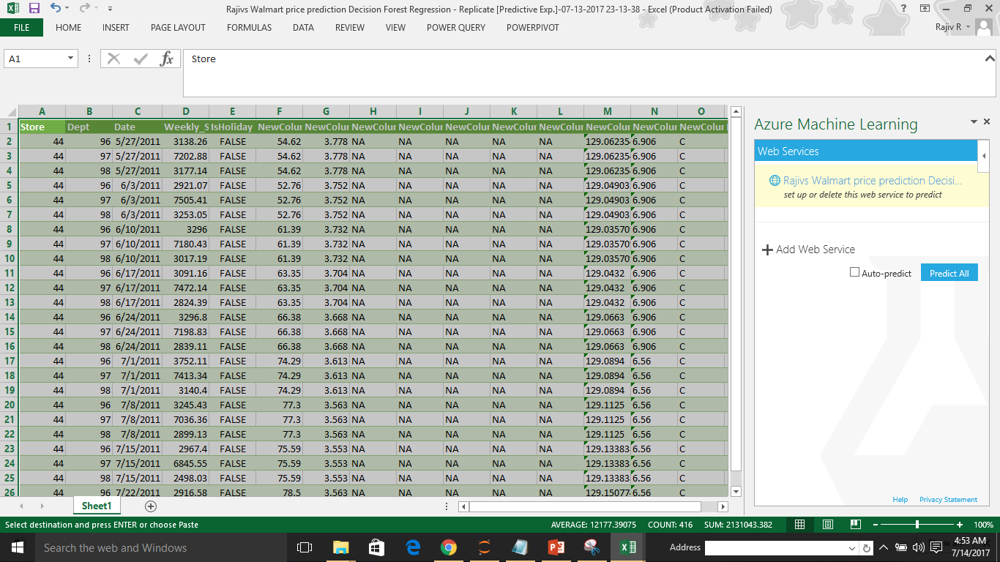 Rajivs Walmart price prediction Decision Forest Regression - Replicate [Predictive Exp.]-07-13-2017 23-13-38 - Excel (Product Activation Failed)
FILE HOME INSERT PAGE LAYOUT FORMULAS DATA REVIEW VIEW POWER QUERY POWERPIVOT Rajiv R
A1 fx Store
A B C D E F G H I J K L M N O
1 Store Dept Date Weekly_S IsHoliday NewColur NewColur NewColur NewColur NewColur NewColur NewColur NewColur NewColur NewColur
2 44 96 5/27/2011 3138.26 FALSE 54.62 3.778 NA NA NA NA NA 129.06235 6.906 C
3 44 97 5/27/2011 7202.88 FALSE 54.62 3.778 NA NA NA NA NA 129.06235 6.906 C
4 44 98 5/27/2011 3177.14 FALSE 54.62 3.778 NA NA NA NA NA 129.06235 6.906 C
5 44 96 6/3/2011 2921.07 FALSE 52.76 3.752 NA NA NA NA NA 129.04903 6.906 C
6 44 97 6/3/2011 7505.41 FALSE 52.76 3.752 NA NA NA NA NA 129.04903 6.906 C
7 44 98 6/3/2011 3253.05 FALSE 52.76 3.752 NA NA NA NA NA 129.04903 6.906 C
8 44 96 6/10/2011 3296 FALSE 61.39 3.732 NA NA NA NA NA 129.03570 6.906 C
9 44 97 6/10/2011 7180.43 FALSE 61.39 3.732 NA NA NA NA NA 129.03570 6.906 C
10 44 98 6/10/2011 3017.19 FALSE 61.39 3.732 NA NA NA NA NA 129.03570 6.906 C
11 44 96 6/17/2011 3091.16 FALSE 63.35 3.704 NA NA NA NA NA 129.0432 6.906 C
12 44 97 6/17/2011 7472.14 FALSE 63.35 3.704 NA NA NA NA NA 129.0432 6.906 C
13 44 98 6/17/2011 2824.39 FALSE 63.35 3.704 NA NA NA NA NA 129.0432 6.906 C
14 44 96 6/24/2011 3296.8 FALSE 66.38 3.668 NA NA NA NA NA 129.0663 6.906 C
15 44 97 6/24/2011 7198.83 FALSE 66.38 3.668 NA NA NA NA NA 129.0663 6.906 C
16 44 98 6/24/2011 2839.11 FALSE 66.38 3.668 NA NA NA NA NA 129.0663 6.906 C
17 44 96 7/1/2011 3752.11 FALSE 74.29 3.613 NA NA NA NA NA 129.0894 6.56 C
18 44 97 7/1/2011 7413.34 FALSE 74.29 3.613 NA NA NA NA NA 129.0894 6.56 C
19 44 98 7/1/2011 3140.4 FALSE 74.29 3.613 NA NA NA NA NA 129.0894 6.56 C
20 44 96 7/8/2011 3245.43 FALSE 77.3 3.563 NA NA NA NA NA 129.1125 6.56 C
21 44 97 7/8/2011 7036.36 FALSE 77.3 3.563 NA NA NA NA NA 129.1125 6.56 C
22 44 98 7/8/2011 2899.13 FALSE 77.3 3.563 NA NA NA NA NA 129.1125 6.56 C
23 44 96 7/15/2011 2967.4 FALSE 75.59 3.553 NA NA NA NA NA 129.13383 6.56 C
24 44 97 7/15/2011 6845.55 FALSE 75.59 3.553 NA NA NA NA NA 129.13383 6.56 C
25 44 98 7/15/2011 2498.03 FALSE 75.59 3.553 NA NA NA NA NA 129.13383 6.56 C
26 44 96 7/22/2011 2916.58 FALSE 78.5 3.563 NA NA NA NA NA 129.15077 6.56 C
Azure Machine Learning
Web Services
Rajivs Walmart price prediction Decisi...
set up or delete this web service to predict
Add Web Service
Auto-predict Predict All
Help Privacy Statement
Sheet1
Select destination and press ENTER or choose Paste AVERAGE: 12177.39075 COUNT: 416 SUM: 2131043.382 100%
Search the web and Windows Address 4:53 AM
7/14/2017